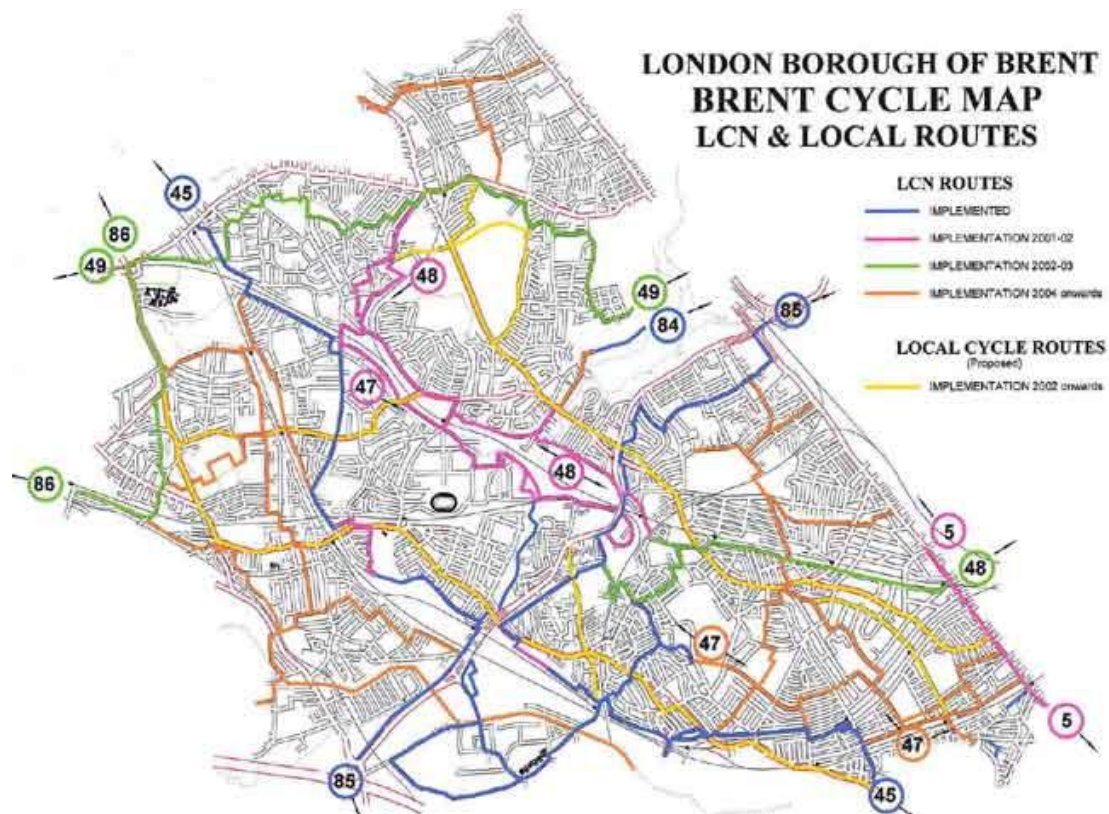 LONDON BOROUGH OF BRENT
BRENT CYCLE MAP
LCN & LOCAL ROUTES
LCN ROUTES
IMPLEMENTED
IMPLEMENTATION 2001-02
IMPLEMENTATION 2002-03
IMPLEMENTATION 2004 onwards
LOCAL CYCLE ROUTES
(Proposed)
IMPLEMENTATION 2002 onwards
45
86
49
48
49
84
85
47
86
48
5
48
47
5
47
85
45